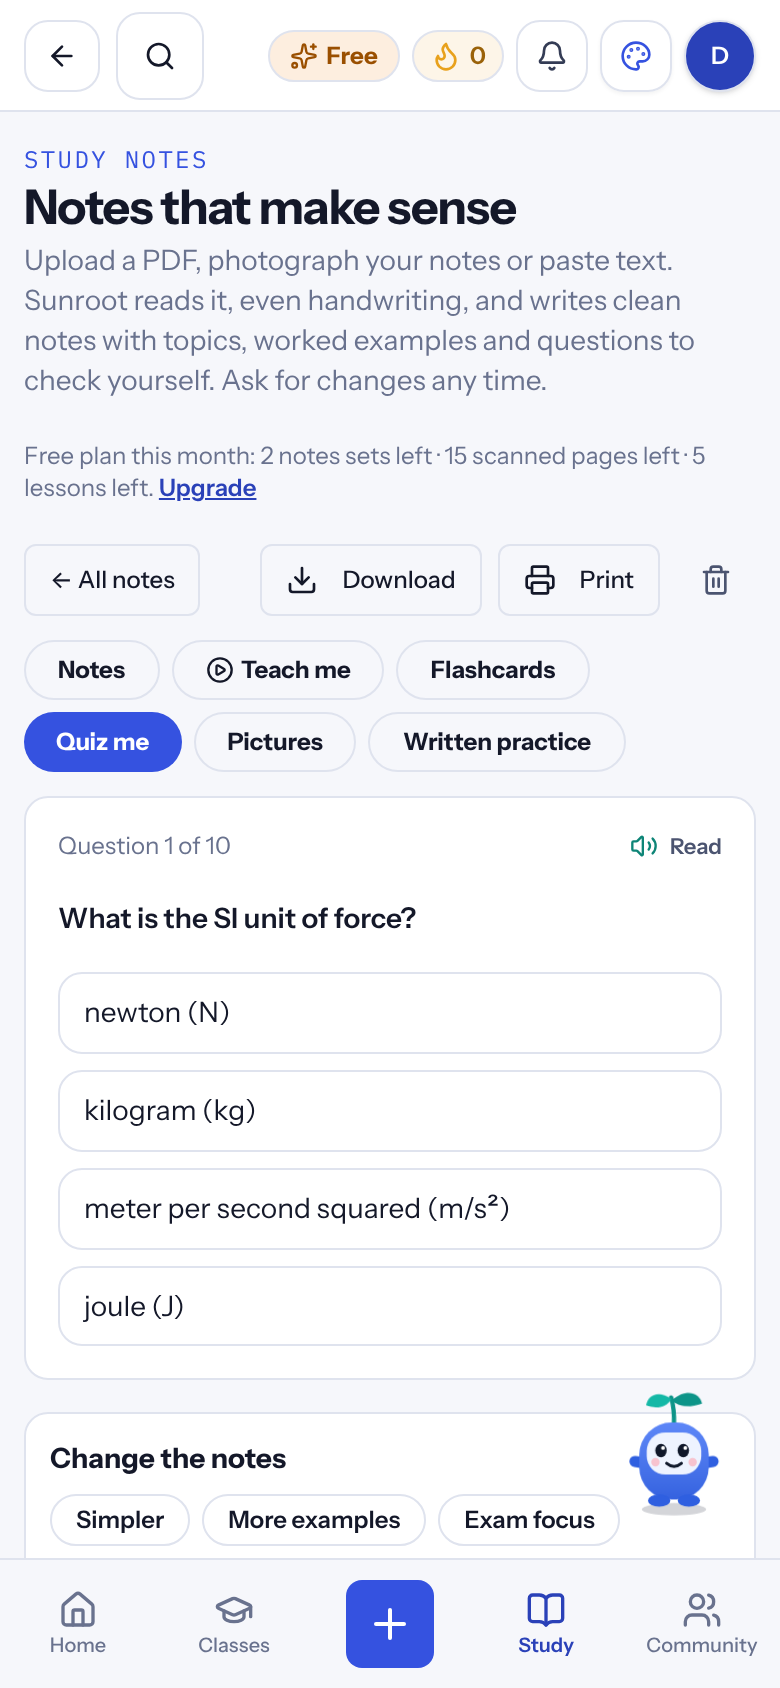 Free
0
D
STUDY NOTES
Notes that make sense
Upload a PDF, photograph your notes or paste text.
Sunroot reads it, even handwriting, and writes clean
notes with topics, worked examples and questions to
check yourself. Ask for changes any time.
Free plan this month: 2 notes sets left · 15 scanned pages left · 5
lessons left. Upgrade
← All notes
Download
Print
Notes
Teach me
Flashcards
Quiz me
Pictures
Written practice
Question 1 of 10
Read
What is the SI unit of force?
newton (N)
kilogram (kg)
meter per second squared (m/s²)
joule (J)
Change the notes
Simpler
More examples
Exam focus
Home
Classes
Study
Community